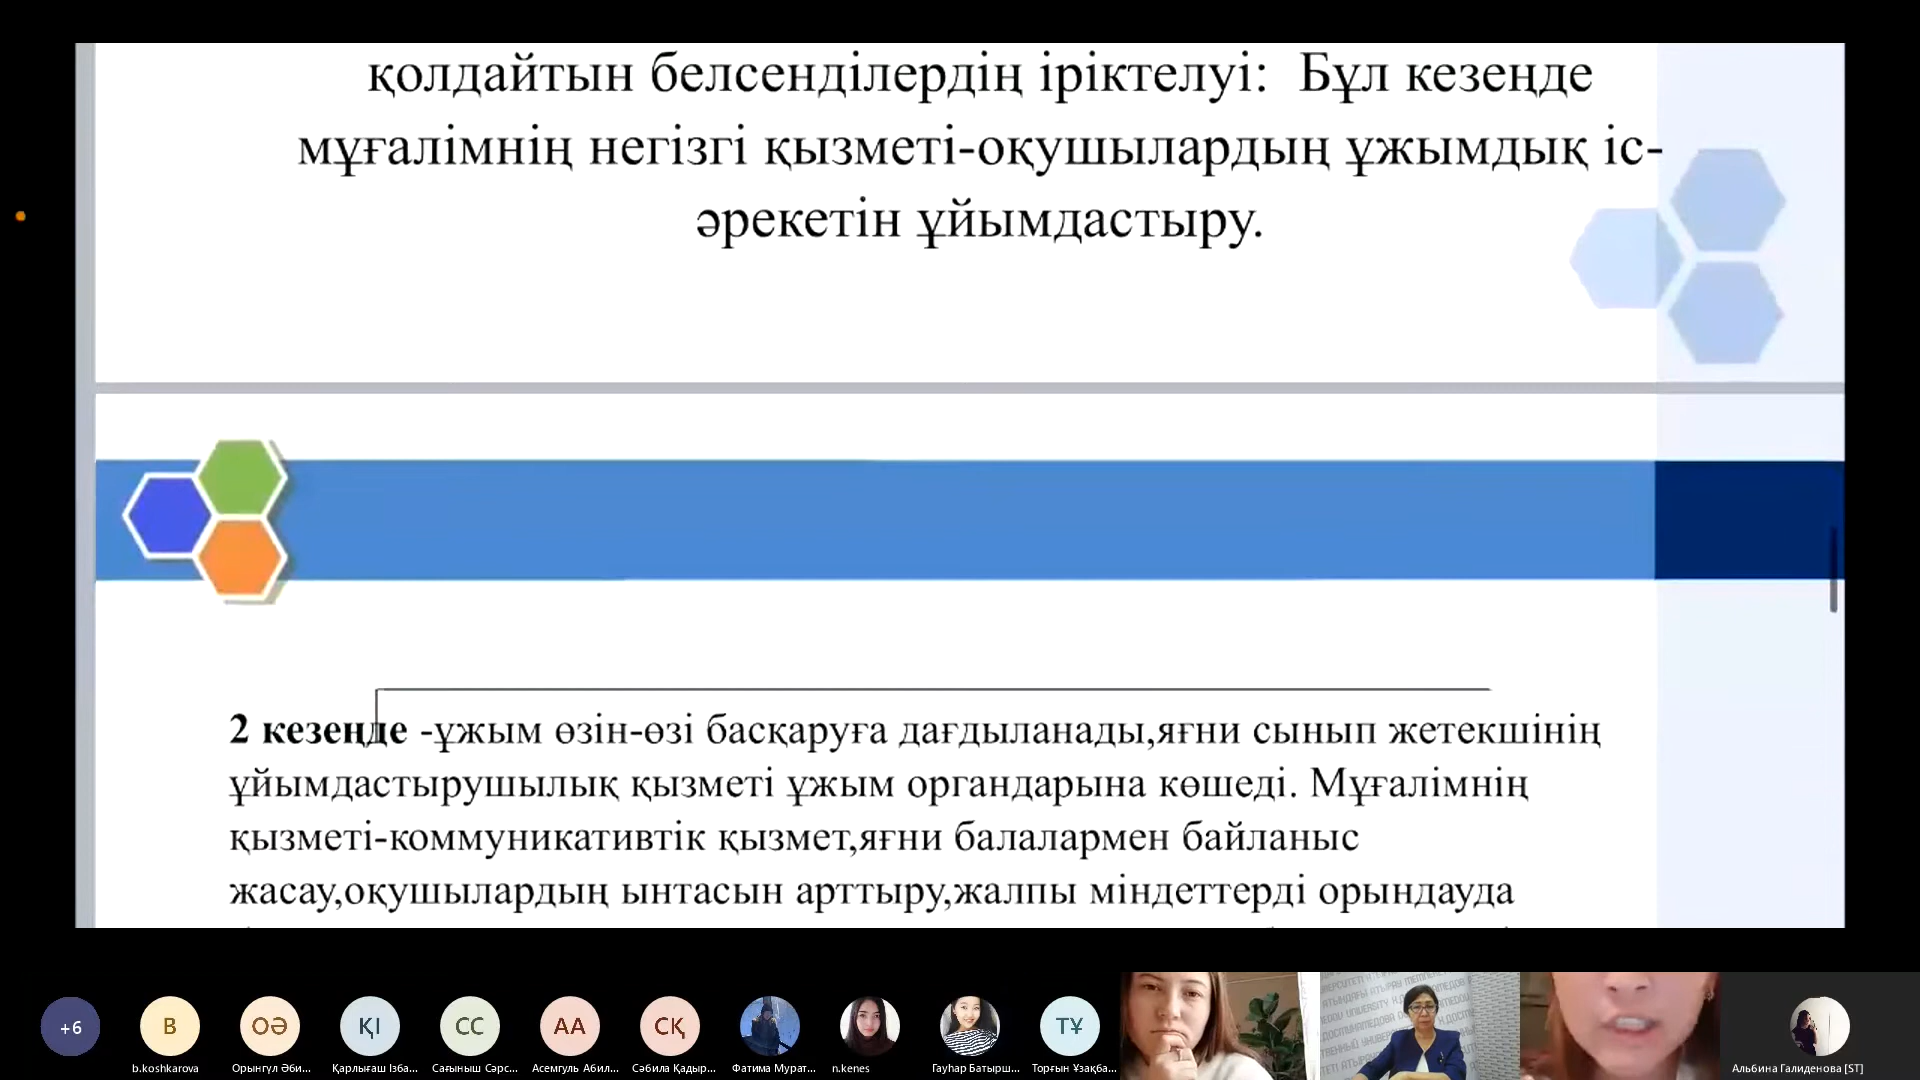 қолдайтын белсенділердің іріктелуі: Бұл кезеңде
мұғалімнің негізгі қызметі-оқушылардың ұжымдық іс-
әрекетін ұйымдастыру.
2 кезеңде -ұжым өзін-өзі басқаруға дағдыланады,яғни сынып жетекшінің
ұйымдастырушылық қызметі ұжым органдарына көшеді. Мұғалімнің
қызметі-коммуникативтік қызмет,яғни балалармен байланыс
жасау,оқушылардың ынтасын арттыру,жалпы міндеттерді орындауда
+6
B
ОӘ
ҚІ
СС
АА
СҚ
ТҰ
b.koshkarova
Орынгүл Әби...
Қарлығаш Ізба...
Сағыныш Сәрс...
Асемгуль Абил...
Сәбила Қадыр...
Фатима Мурат...
n.kenes
Гауһар Батырш...
Торғын Ұзақба...
Альбина Галиденова [ST]